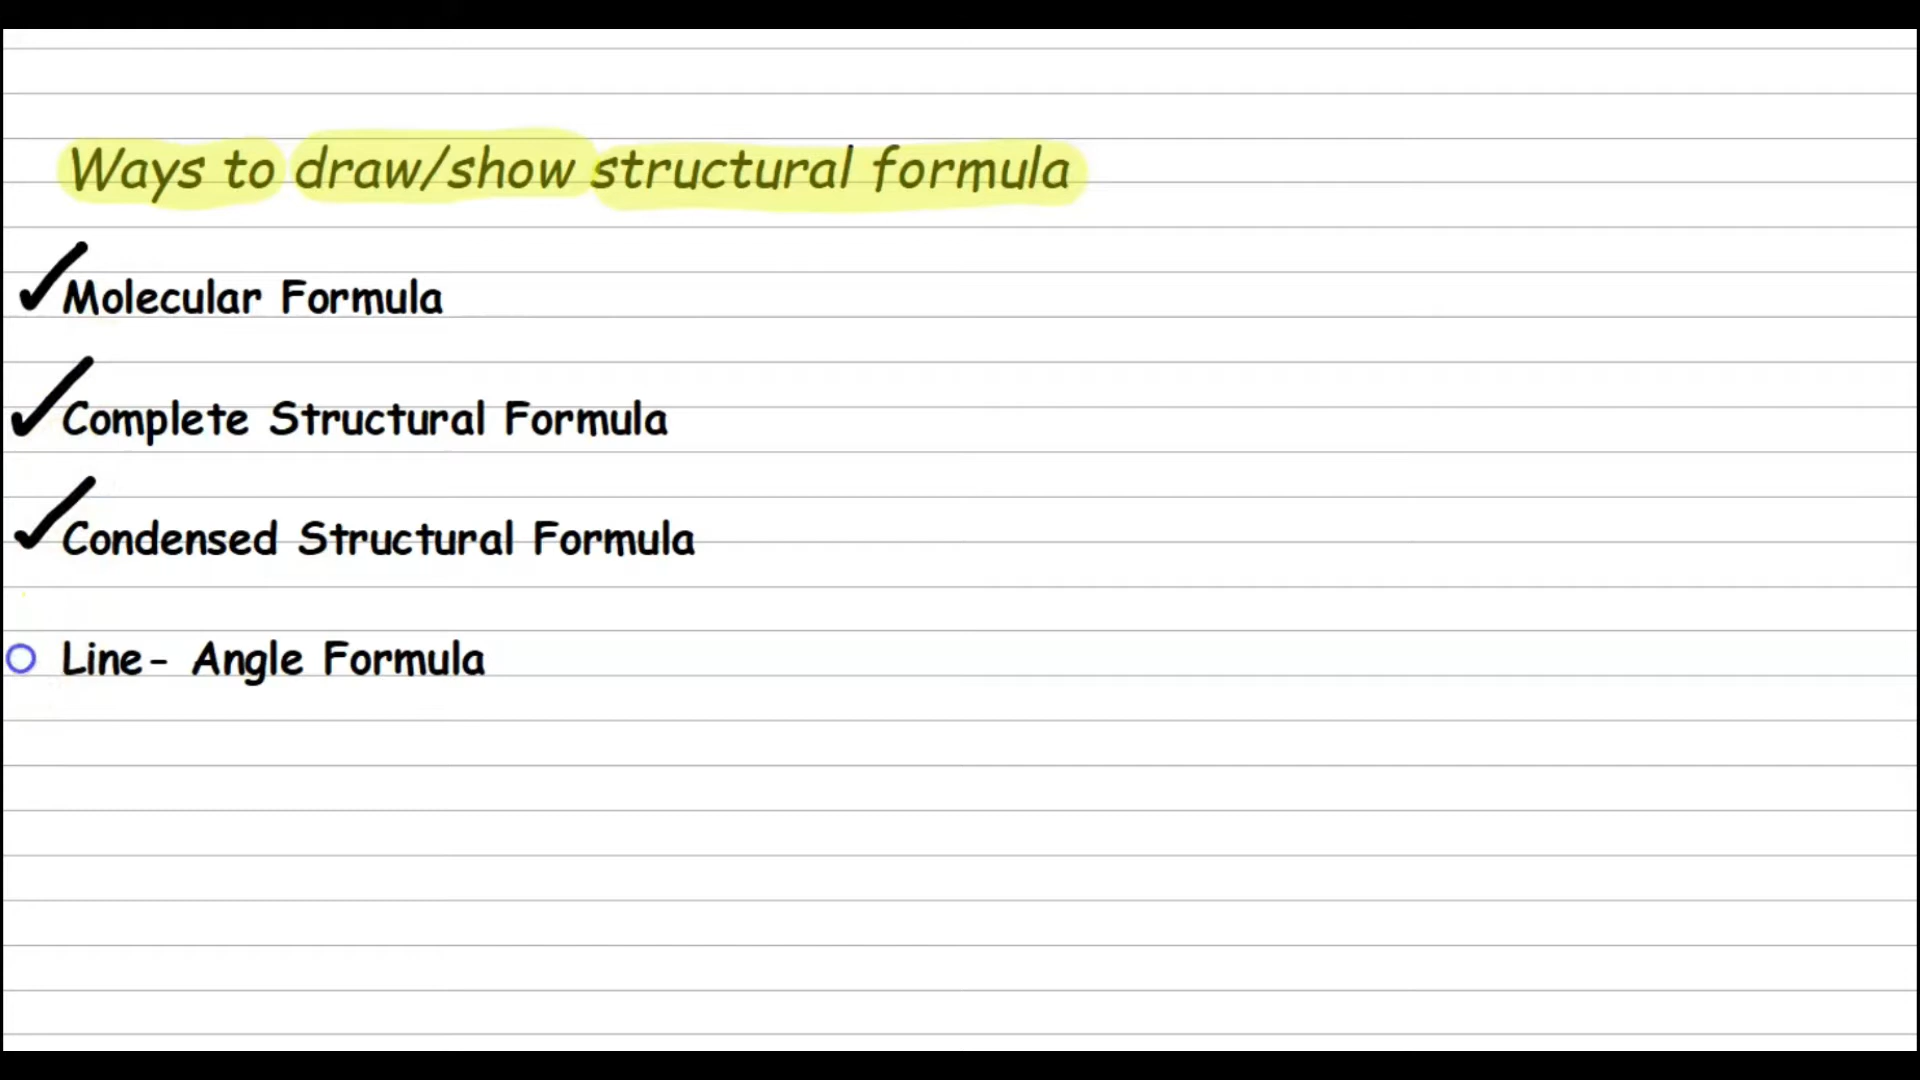 Ways to draw/show structural formula
Molecular Formula
Complete Structural Formula
Condensed Structural Formula
Line- Angle Formula